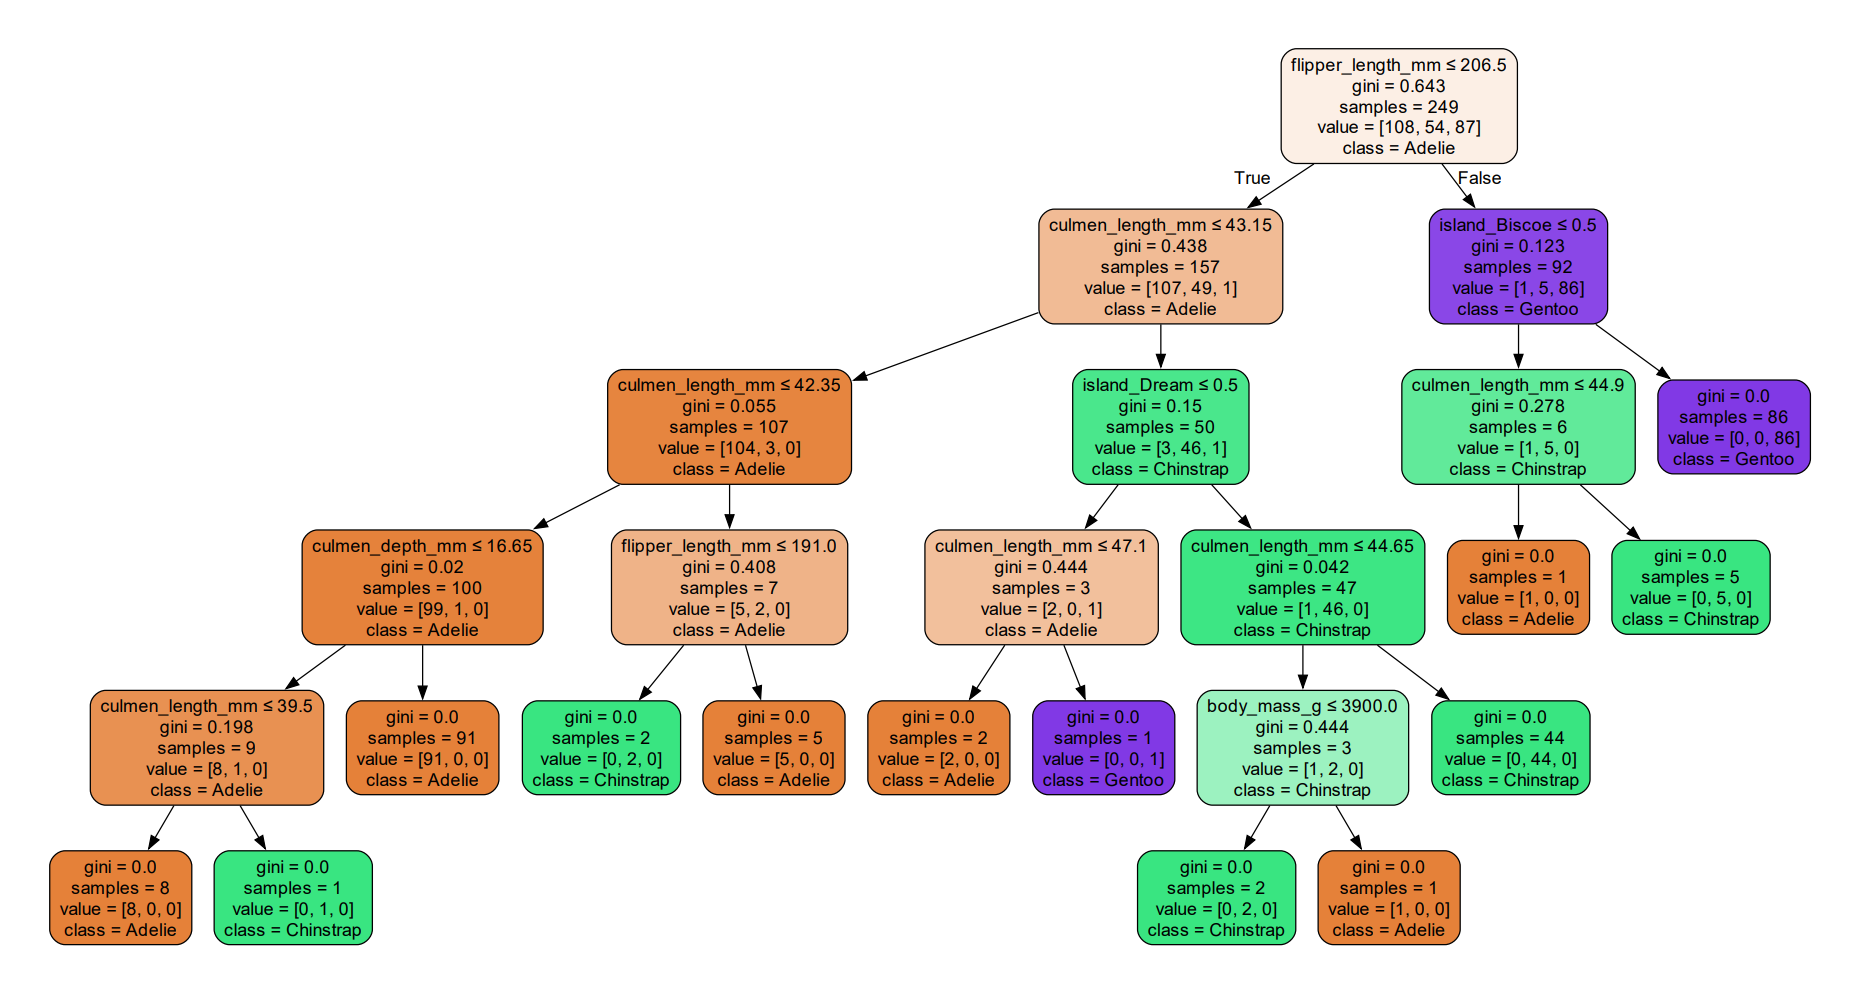 flipper_length_mm ≤ 206.5
gini = 0.643
samples = 249
value = [108, 54, 87]
class = Adelie
True
False
culmen_length_mm ≤ 43.15
gini = 0.438
samples = 157
value = [107, 49, 1]
class = Adelie
island_Biscoe ≤ 0.5
gini = 0.123
samples = 92
value = [1, 5, 86]
class = Gentoo
culmen_length_mm ≤ 42.35
gini = 0.055
samples = 107
value = [104, 3, 0]
class = Adelie
island_Dream ≤ 0.5
gini = 0.15
samples = 50
value = [3, 46, 1]
class = Chinstrap
culmen_length_mm ≤ 44.9
gini = 0.278
samples = 6
value = [1, 5, 0]
class = Chinstrap
gini = 0.0
samples = 86
value = [0, 0, 86]
class = Gentoo
culmen_depth_mm ≤ 16.65
gini = 0.02
samples = 100
value = [99, 1, 0]
class = Adelie
flipper_length_mm ≤ 191.0
gini = 0.408
samples = 7
value = [5, 2, 0]
class = Adelie
culmen_length_mm ≤ 47.1
gini = 0.444
samples = 3
value = [2, 0, 1]
class = Adelie
culmen_length_mm ≤ 44.65
gini = 0.042
samples = 47
value = [1, 46, 0]
class = Chinstrap
gini = 0.0
samples = 1
value = [1, 0, 0]
class = Adelie
gini = 0.0
samples = 5
value = [0, 5, 0]
class = Chinstrap
culmen_length_mm ≤ 39.5
gini = 0.198
samples = 9
value = [8, 1, 0]
class = Adelie
gini = 0.0
samples = 91
value = [91, 0, 0]
class = Adelie
gini = 0.0
samples = 2
value = [0, 2, 0]
class = Chinstrap
gini = 0.0
samples = 5
value = [5, 0, 0]
class = Adelie
gini = 0.0
samples = 2
value = [2, 0, 0]
class = Adelie
gini = 0.0
samples = 1
value = [0, 0, 1]
class = Gentoo
body_mass_g ≤ 3900.0
gini = 0.444
samples = 3
value = [1, 2, 0]
class = Chinstrap
gini = 0.0
samples = 44
value = [0, 44, 0]
class = Chinstrap
gini = 0.0
samples = 8
value = [8, 0, 0]
class = Adelie
gini = 0.0
samples = 1
value = [0, 1, 0]
class = Chinstrap
gini = 0.0
samples = 2
value = [0, 2, 0]
class = Chinstrap
gini = 0.0
samples = 1
value = [1, 0, 0]
class = Adelie